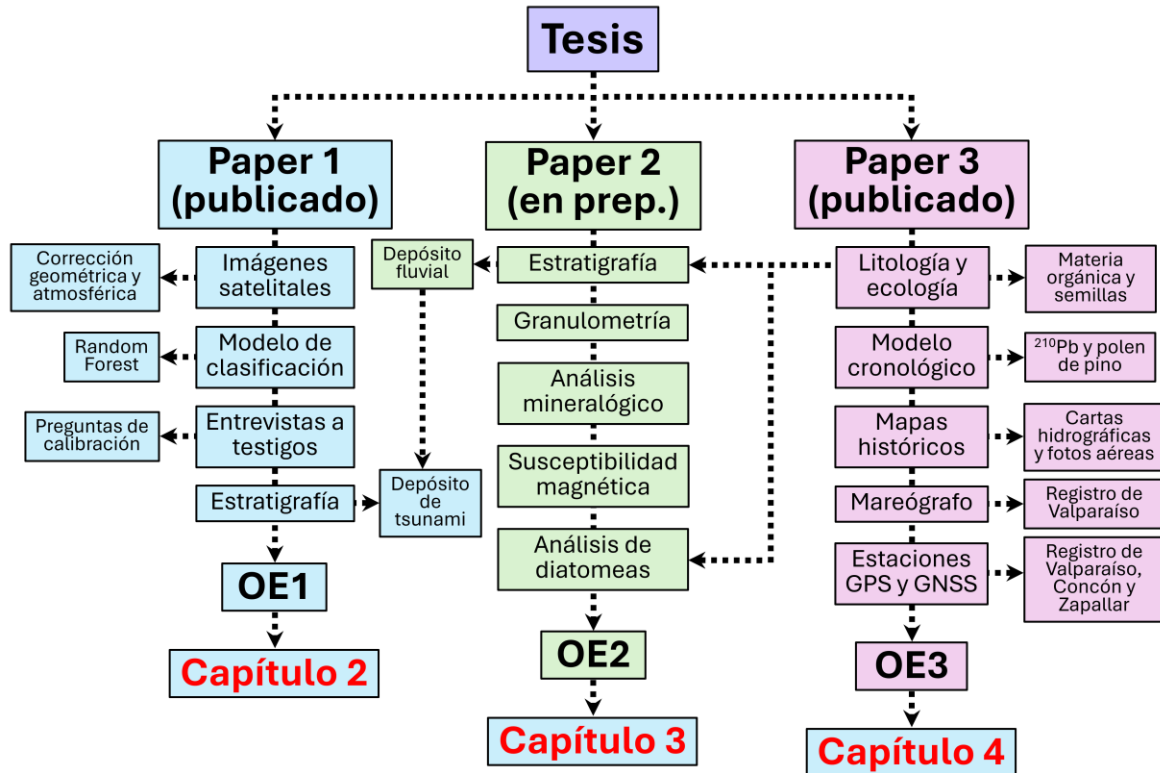 Tesis
Paper 1
(publicado)
Corrección
geométrica y
atmosférica
Imágenes
satelitales
Random
Forest
Modelo de
clasificación
Preguntas de
calibración
Entrevistas a
testigos
Estratigrafía
Depósito
de
tsunami
OE1
Capítulo 2
Paper 2
(en prep.)
Depósito
fluvial
Estratigrafía
Granulometría
Análisis
mineralógico
Susceptibilidad
magnética
Análisis de
diatomeas
OE2
Capítulo 3
Paper 3
(publicado)
Litología y
ecología
Materia
orgánica y
semillas
Modelo
cronológico
²¹⁰Pb y polen
de pino
Mapas
históricos
Cartas
hidrográficas
y fotos aéreas
Mareógrafo
Registro de
Valparaíso
Estaciones
GPS y GNSS
Registro de
Valparaíso,
Concón y
Zapallar
OE3
Capítulo 4